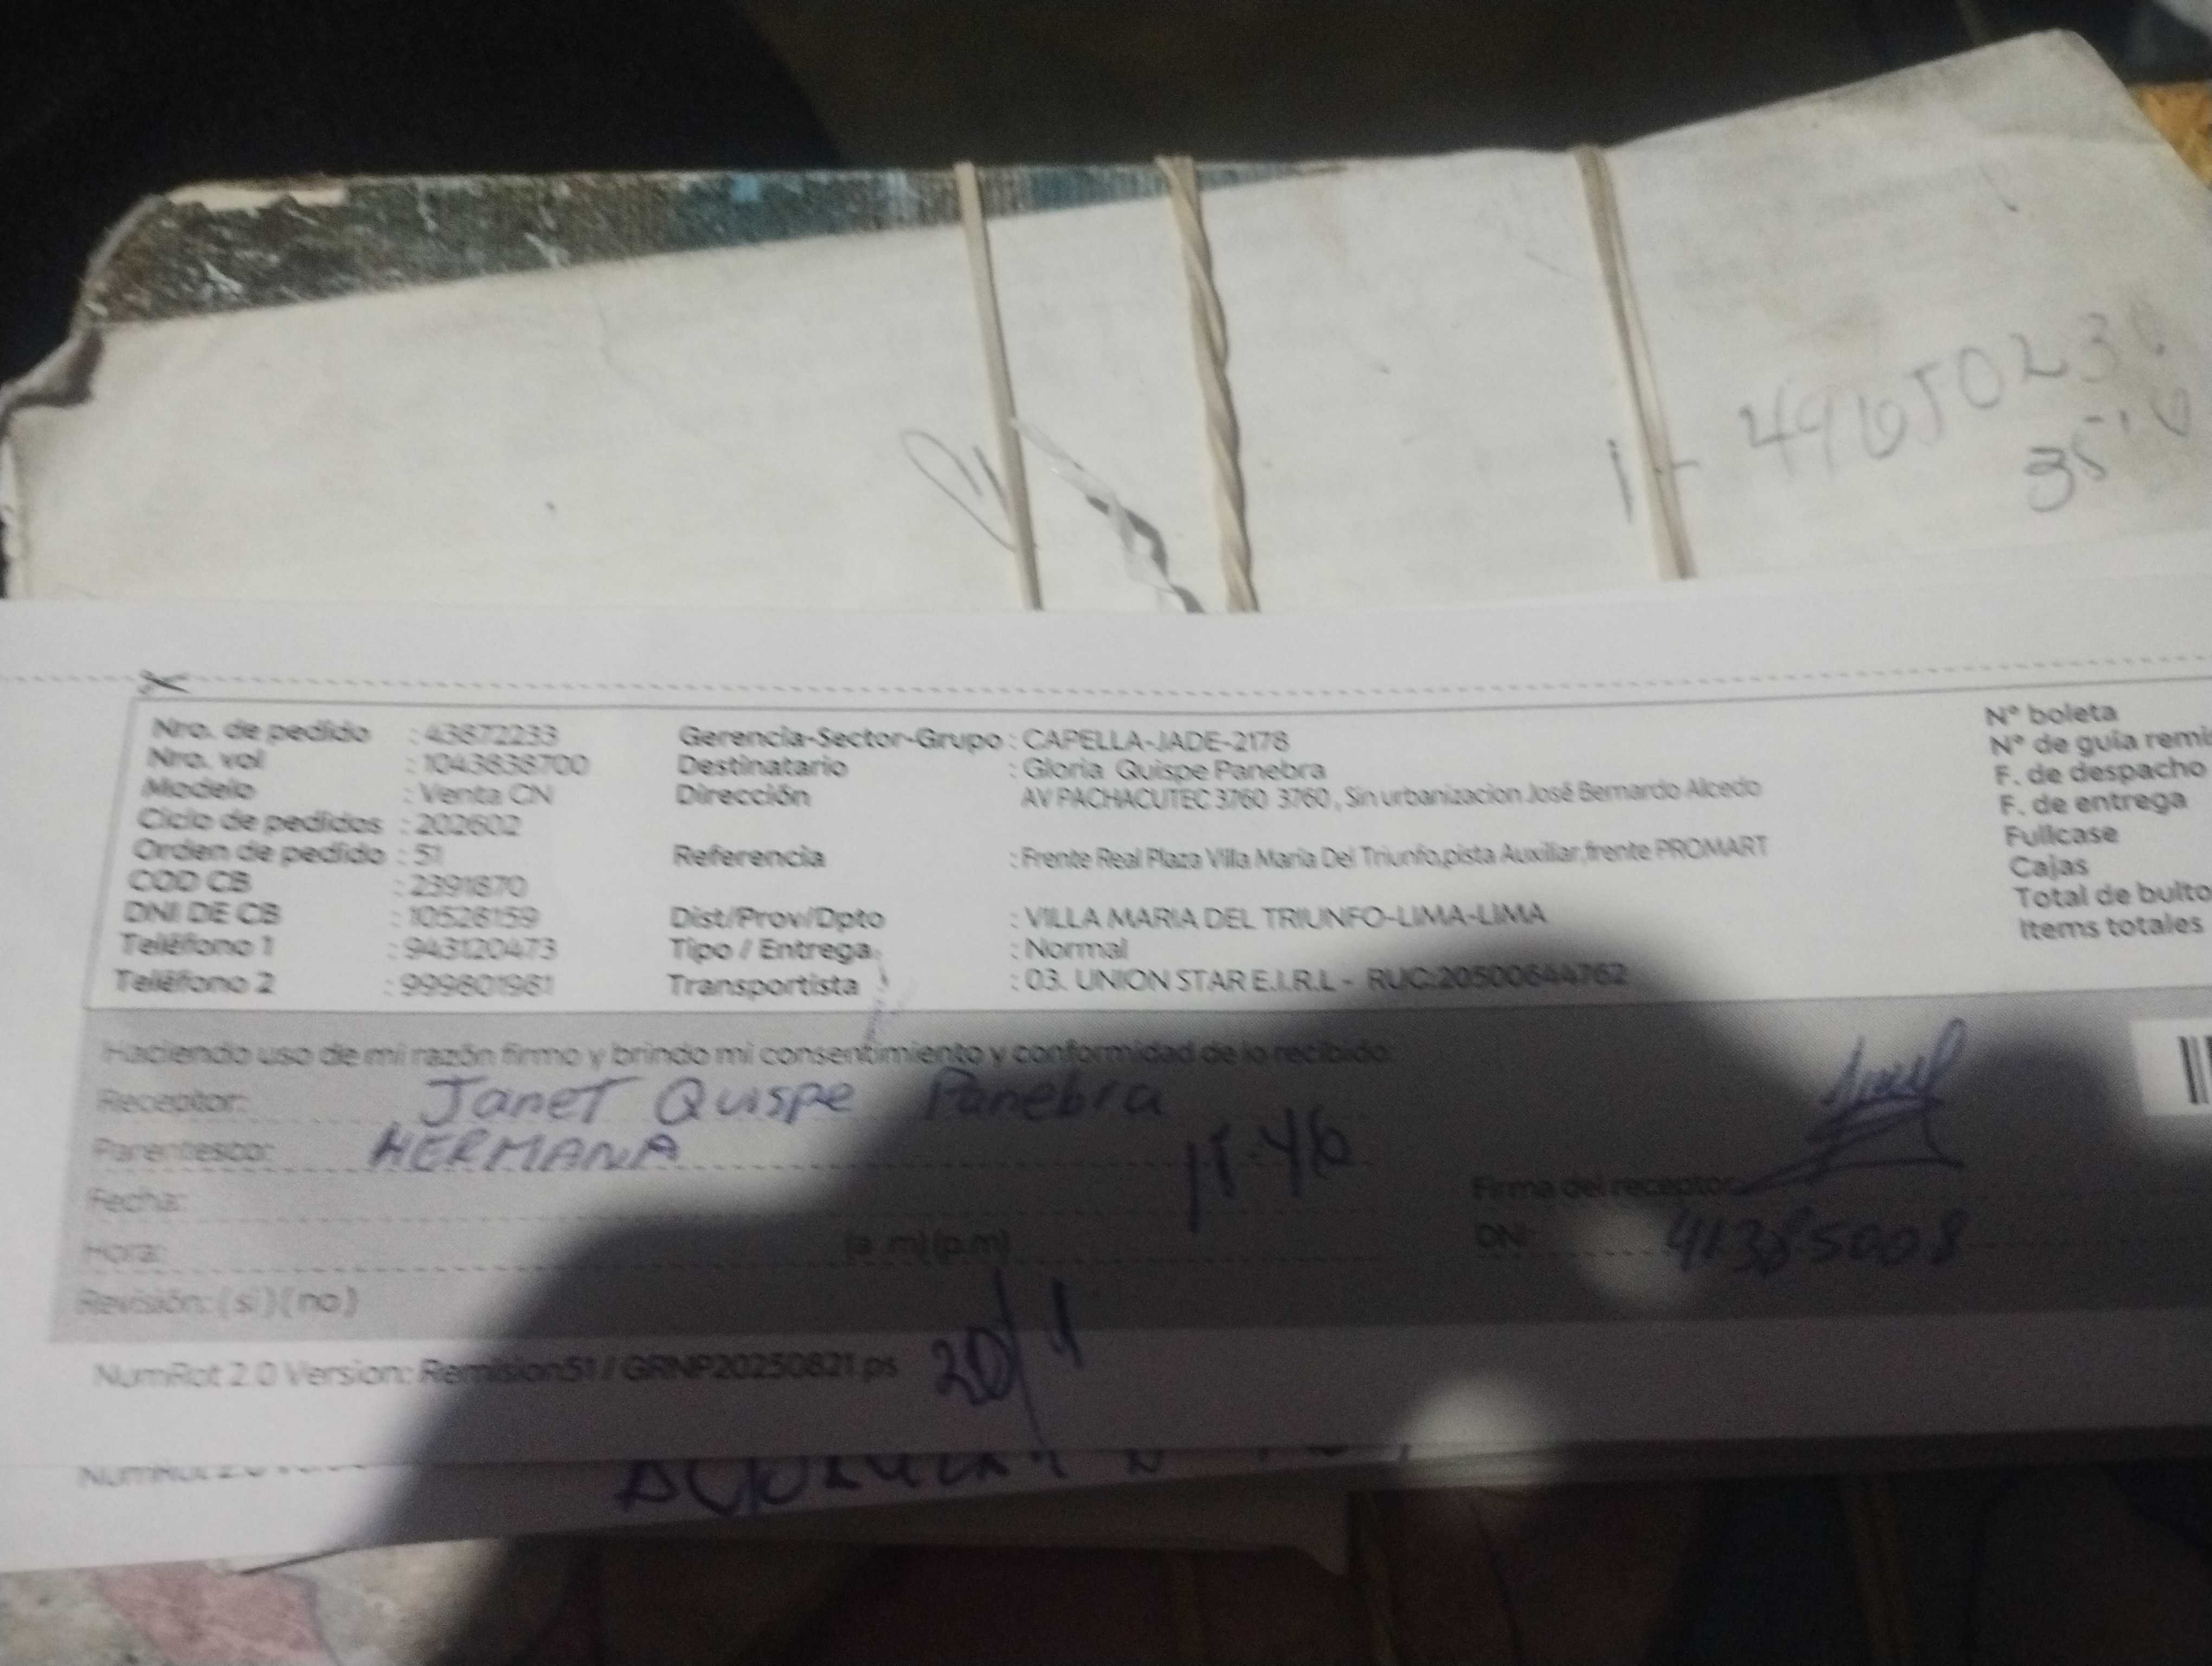 Nro. de pedido : 43872233
Nro. vol : 1043838700
Modelo : Venta CN
Ciclo de pedidos : 202602
Orden de pedido : 51
COD CB : 2391870
DNI DE CB : 10526159
Teléfono 1 : 943120473
Teléfono 2 : 999801961
Gerencia-Sector-Grupo : CAPELLA-JADE-2178
Destinatario : Gloria Quispe Panebra
Dirección AV PACHACUTEC 3760 3760 , Sin urbanizacion José Bernardo Alcedo
Referencia : Frente Real Plaza Villa María Del Triunfo,pista Auxiliar,frente PROMART
Dist/Prov/Dpto : VILLA MARIA DEL TRIUNFO-LIMA-LIMA
Tipo / Entrega : Normal
Transportista : 03. UNION STAR E.I.R.L - RUC:20500644762
N° boleta
N° de guía remi
F. de despacho
F. de entrega
Fullcase
Cajas
Total de bulto
Items totales
Haciendo uso de mi razón firmo y brindo mi consentimiento y conformidad de lo recibido:
Receptor: Janet Quispe Panebra
Parentesco: HERMANA
Fecha:
Hora: (a.m)(p.m)
Revisión: (si)(no)
Firma del receptor:
DNI: 41385008
NumRot 2.0 Version: Remision51 / GRNP20250821.ps